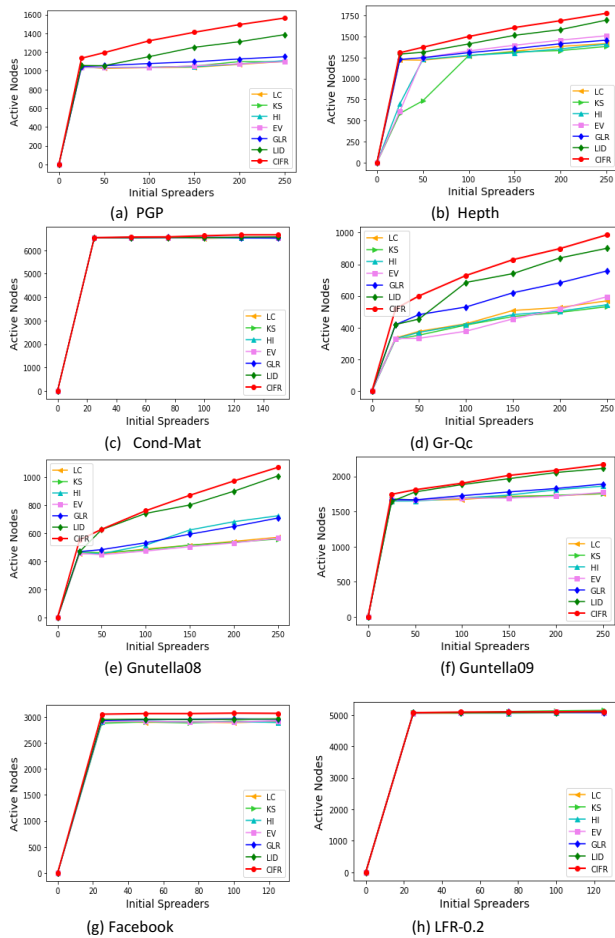 1600
1400
1200
1000
800
600
400
200
0
Active Nodes
LC
KS
HI
EV
GLR
LID
CIFR
0 50 100 150 200 250
Initial Spreaders
(a) PGP
1750
1500
1250
1000
750
500
250
0
Active Nodes
LC
KS
HI
EV
GLR
LID
CIFR
0 50 100 150 200 250
Initial Spreaders
(b) Hepth
6000
5000
4000
3000
2000
1000
0
Active Nodes
LC
KS
HI
EV
GLR
LID
CIFR
0 20 40 60 80 100 120 140
Initial Spreaders
(c) Cond-Mat
1000
800
600
400
200
0
Active Nodes
LC
KS
HI
EV
GLR
LID
CIFR
0 50 100 150 200 250
Initial Spreaders
(d) Gr-Qc
1000
800
600
400
200
0
Active Nodes
LC
KS
HI
EV
GLR
LID
CIFR
0 50 100 150 200 250
Initial Spreaders
(e) Gnutella08
2000
1500
1000
500
0
Active Nodes
LC
KS
HI
EV
GLR
LID
CIFR
0 50 100 150 200 250
Initial Spreaders
(f) Guntella09
3000
2500
2000
1500
1000
500
0
Active Nodes
LC
KS
HI
EV
GLR
LID
CIFR
0 20 40 60 80 100 120
Initial Spreaders
(g) Facebook
5000
4000
3000
2000
1000
0
Active Nodes
LC
KS
HI
EV
GLR
LID
CIFR
0 20 40 60 80 100 120
Initial Spreaders
(h) LFR-0.2